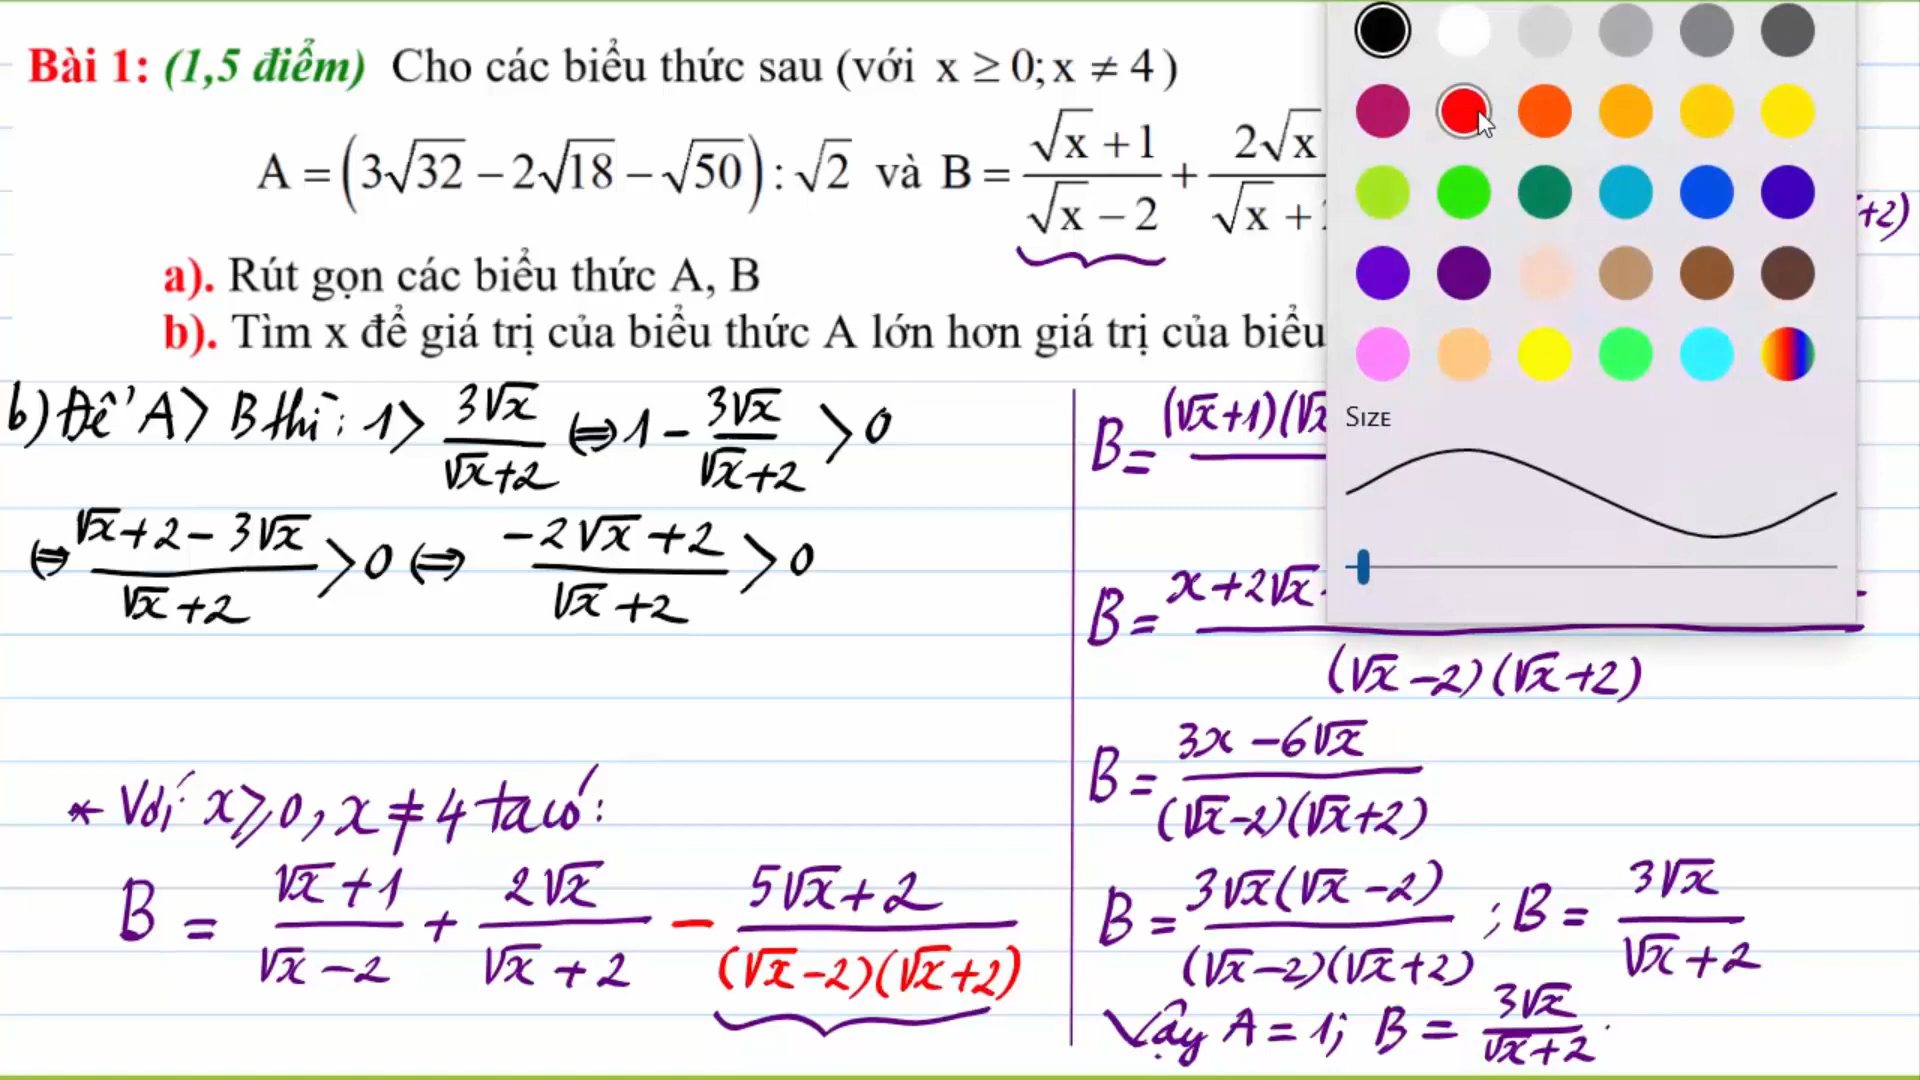 Bài 1: (1,5 điểm) Cho các biểu thức sau (với x ≥ 0; x ≠ 4)
A = (3√32 − 2√18 − √50) : √2 và B = (√x + 1)/(√x − 2) + 2√x/(√x +
+2)
a). Rút gọn các biểu thức A, B
b). Tìm x để giá trị của biểu thức A lớn hơn giá trị của biểu
SIZE
b) Để A > B thì: 1 > 3√x/(√x+2) ⇔ 1 − 3√x/(√x+2) > 0
⇔ (√x+2−3√x)/(√x+2) > 0 ⇔ (−2√x+2)/(√x+2) > 0
* Với x ≥ 0, x ≠ 4 ta có:
B = (√x+1)/(√x−2) + 2√x/(√x+2) − (5√x+2)/((√x−2)(√x+2))
B = (√x+1)(√x
B = x+2√x / (√x−2)(√x+2)
B = (3x−6√x)/((√x−2)(√x+2))
B = 3√x(√x−2)/((√x−2)(√x+2)) ; B = 3√x/(√x+2)
Vậy A = 1; B = 3√x/(√x+2).